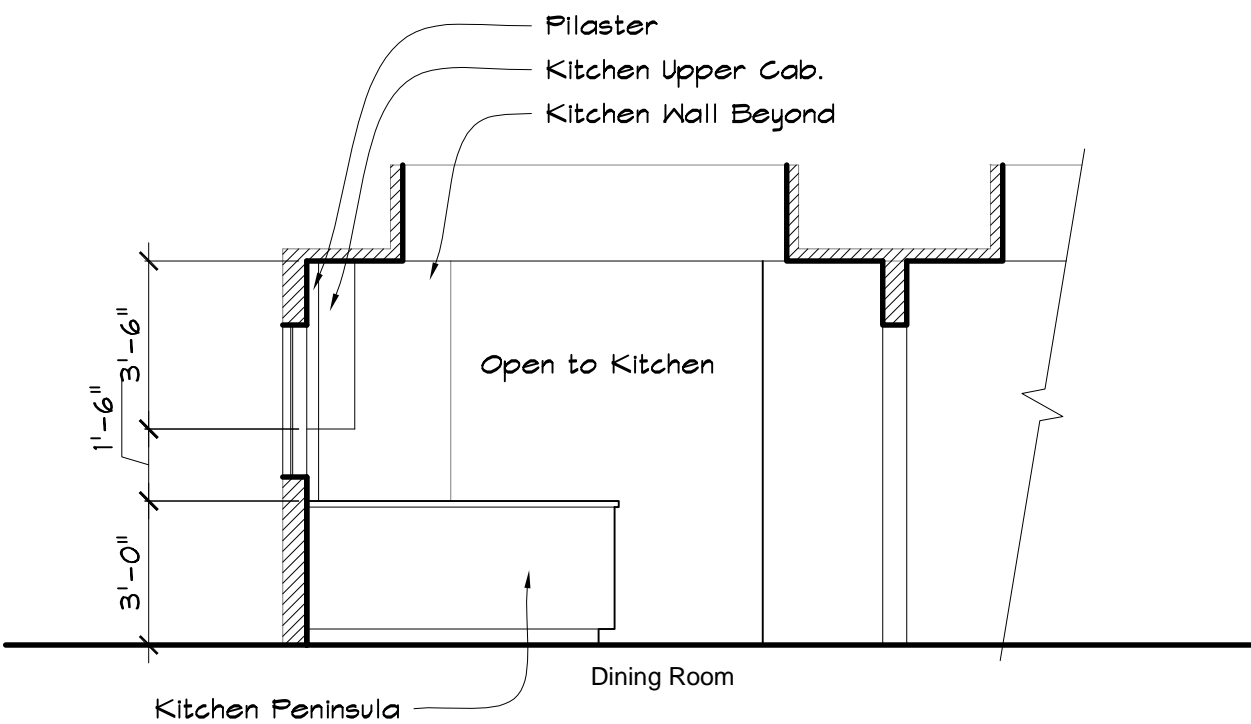 Pilaster
Kitchen Upper Cab.
Kitchen Wall Beyond
3'-6"
Open to Kitchen
1'-6"
3'-0"
Dining Room
Kitchen Peninsula